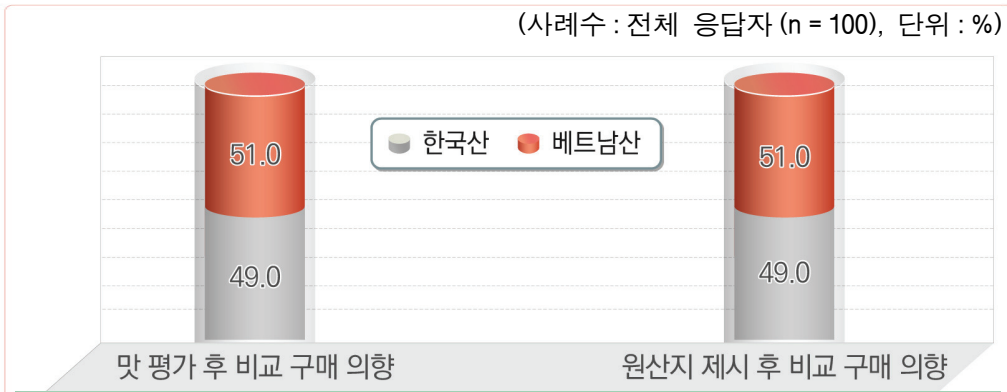 (사례수 : 전체 응답자 (n = 100), 단위 : %)
한국산 베트남산
51.0 51.0
49.0 49.0
맛 평가 후 비교 구매 의향 원산지 제시 후 비교 구매 의향